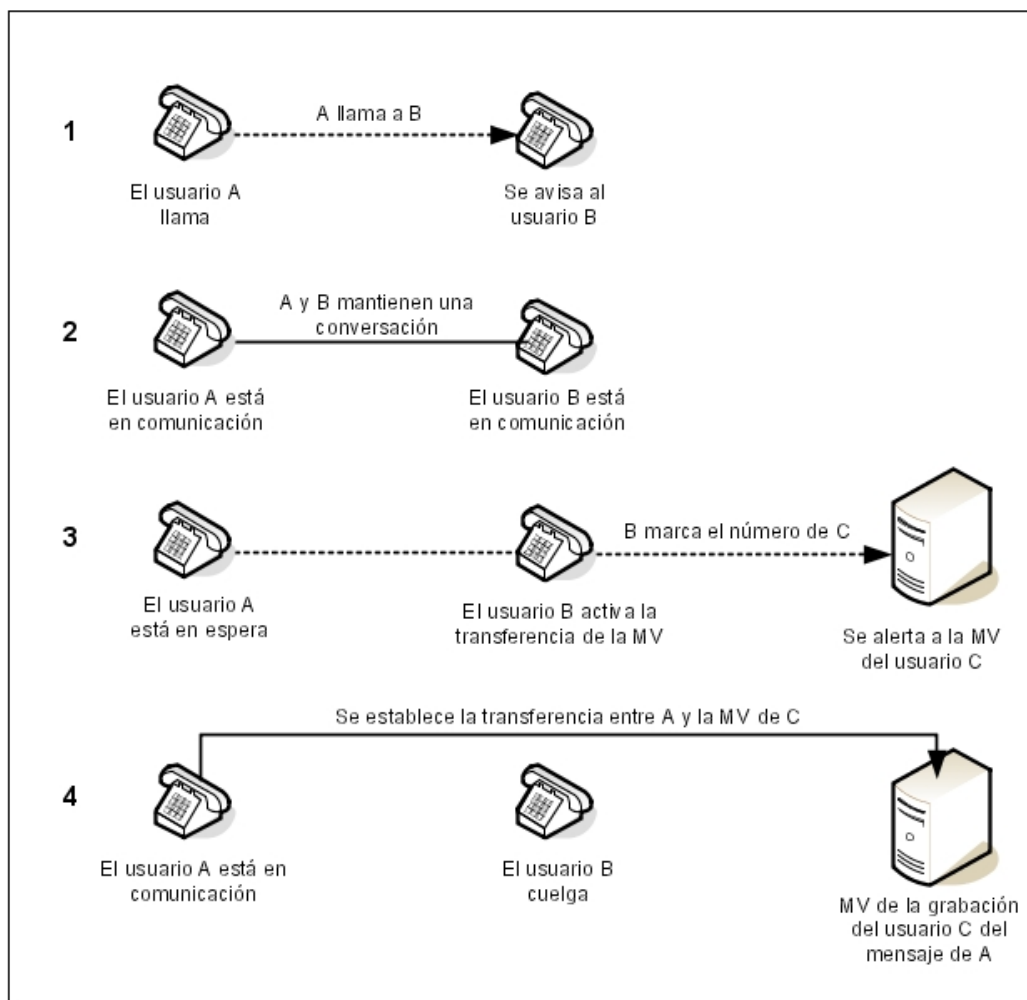 1
A llama a B
El usuario A
llama
Se avisa al
usuario B
2
A y B mantienen una
conversación
El usuario A está
en comunicación
El usuario B está
en comunicación
3
B marca el número de C
El usuario A
está en espera
El usuario B activa la
transferencia de la MV
Se alerta a la MV
del usuario C
Se establece la transferencia entre A y la MV de C
4
El usuario A está en
comunicación
El usuario B
cuelga
MV de la grabación
del usuario C del
mensaje de A